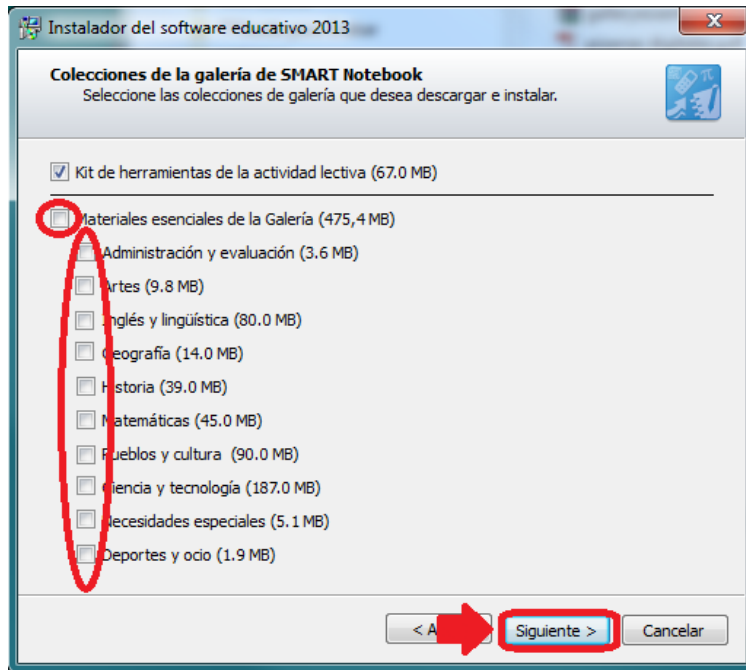 Instalador del software educativo 2013
Colecciones de la galería de SMART Notebook
Seleccione las colecciones de galería que desea descargar e instalar.
Kit de herramientas de la actividad lectiva (67.0 MB)
Materiales esenciales de la Galería (475,4 MB)
Administración y evaluación (3.6 MB)
Artes (9.8 MB)
Inglés y lingüística (80.0 MB)
Geografía (14.0 MB)
Historia (39.0 MB)
Matemáticas (45.0 MB)
Pueblos y cultura (90.0 MB)
Ciencia y tecnología (187.0 MB)
Necesidades especiales (5.1 MB)
Deportes y ocio (1.9 MB)
< A
Siguiente >
Cancelar